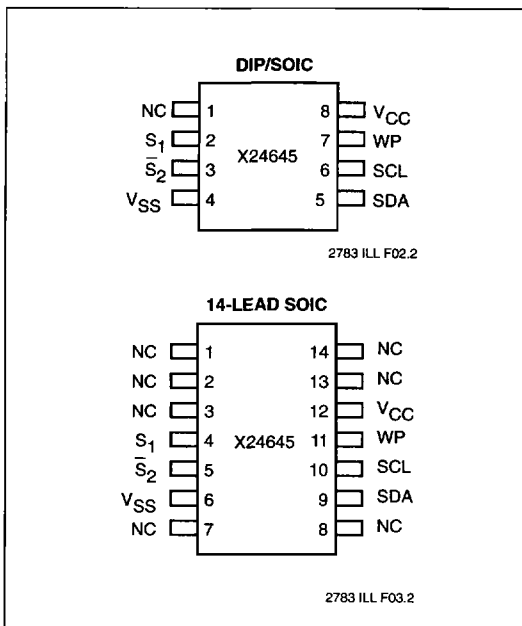 DIP/SOIC
NC 1 8 VCC
S1 2 7 WP
X24645
S̅2 3 6 SCL
VSS 4 5 SDA
2783 ILL F02.2
14-LEAD SOIC
NC 1 14 NC
NC 2 13 NC
NC 3 12 VCC
S1 4 X24645 11 WP
S̅2 5 10 SCL
VSS 6 9 SDA
NC 7 8 NC
2783 ILL F03.2